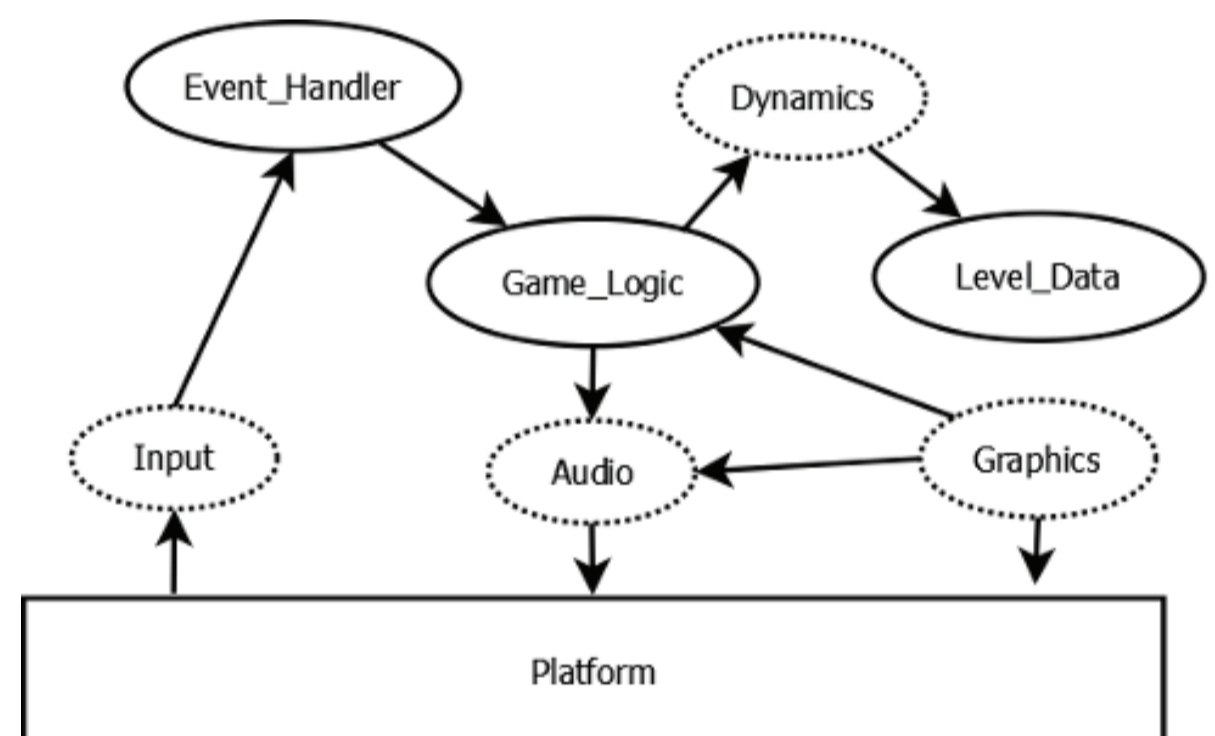 Event_Handler
Dynamics
Game_Logic
Level_Data
Input
Audio
Graphics
Platform